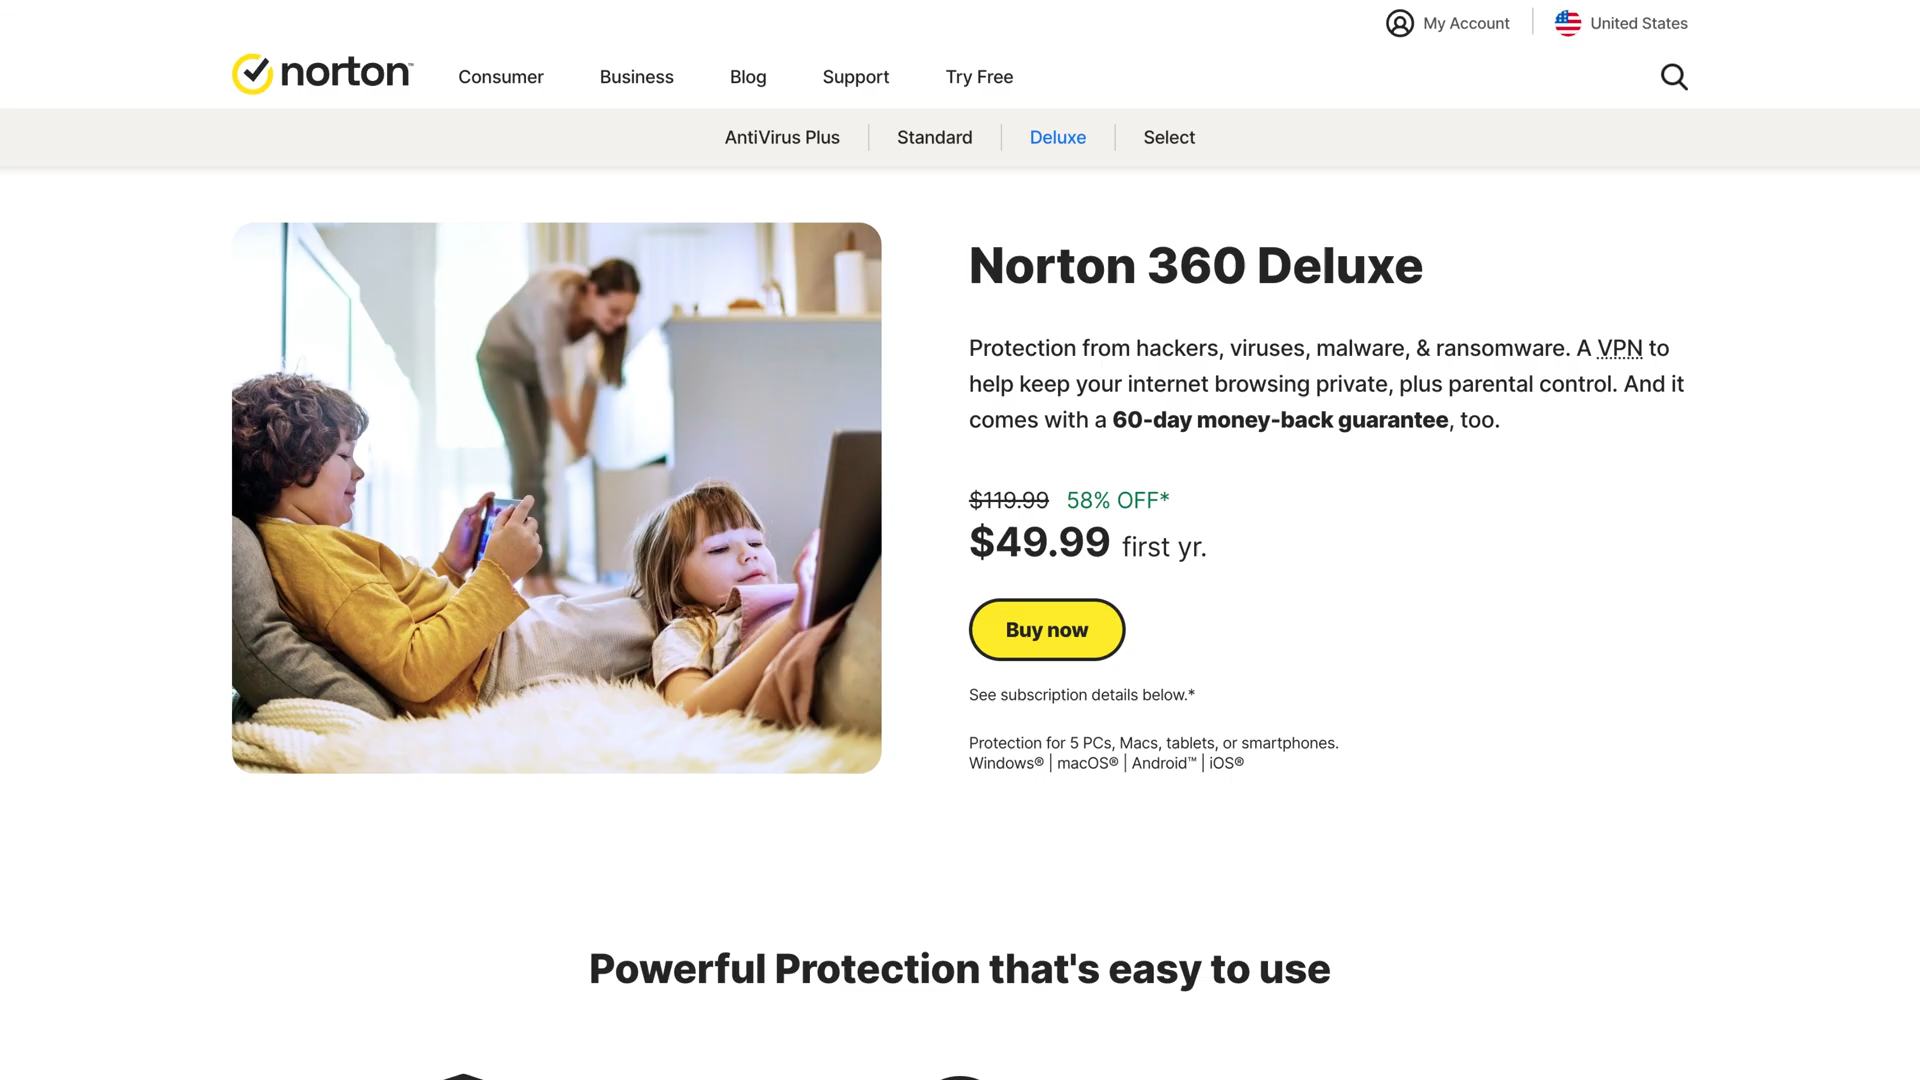 My Account
United States
norton™
Consumer
Business
Blog
Support
Try Free
AntiVirus Plus
Standard
Deluxe
Select
Norton 360 Deluxe
Protection from hackers, viruses, malware, & ransomware. A VPN to
help keep your internet browsing private, plus parental control. And it
comes with a 60-day money-back guarantee, too.
$119.99 58% OFF*
$49.99 first yr.
Buy now
See subscription details below.*
Protection for 5 PCs, Macs, tablets, or smartphones.
Windows® | macOS® | Android™ | iOS®
Powerful Protection that's easy to use